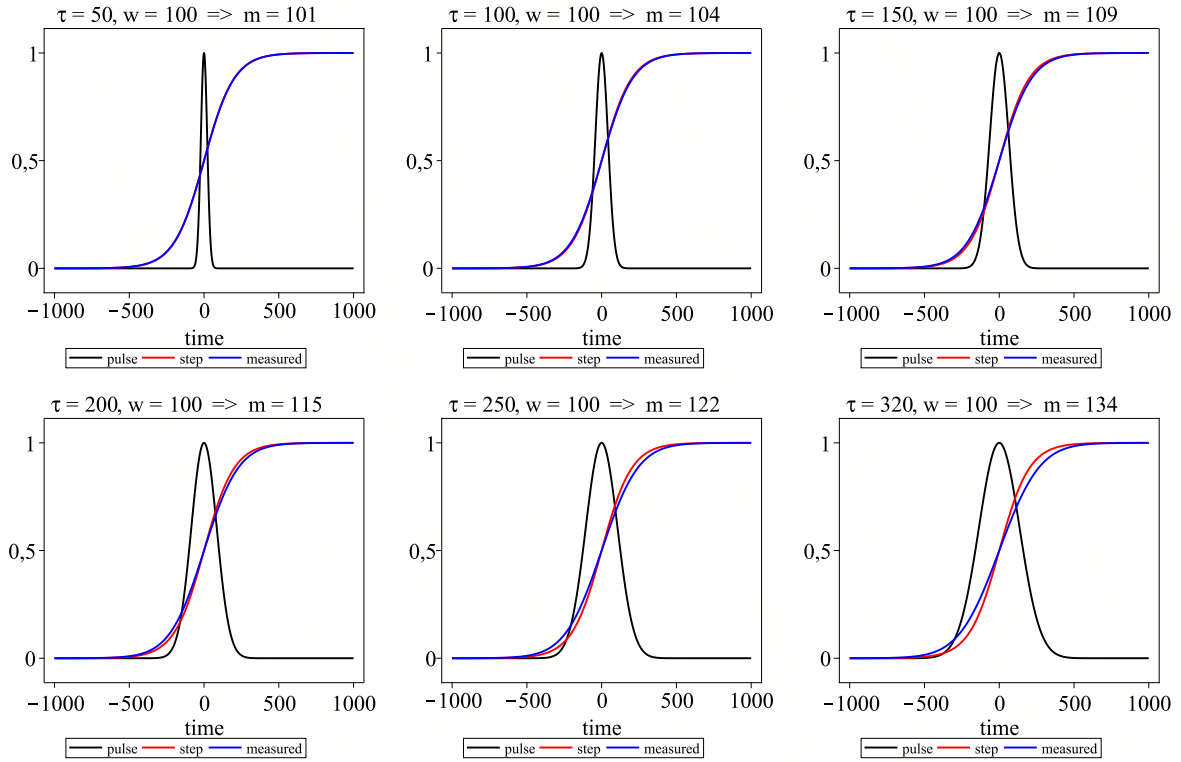 τ = 50, w = 100 => m = 101
1
0,5
0
−1000 −500 0 500 1000
time
pulse step measured
τ = 100, w = 100 => m = 104
1
0,5
0
−1000 −500 0 500 1000
time
pulse step measured
τ = 150, w = 100 => m = 109
1
0,5
0
−1000 −500 0 500 1000
time
pulse step measured
τ = 200, w = 100 => m = 115
1
0,5
0
−1000 −500 0 500 1000
time
pulse step measured
τ = 250, w = 100 => m = 122
1
0,5
0
−1000 −500 0 500 1000
time
pulse step measured
τ = 320, w = 100 => m = 134
1
0,5
0
−1000 −500 0 500 1000
time
pulse step measured